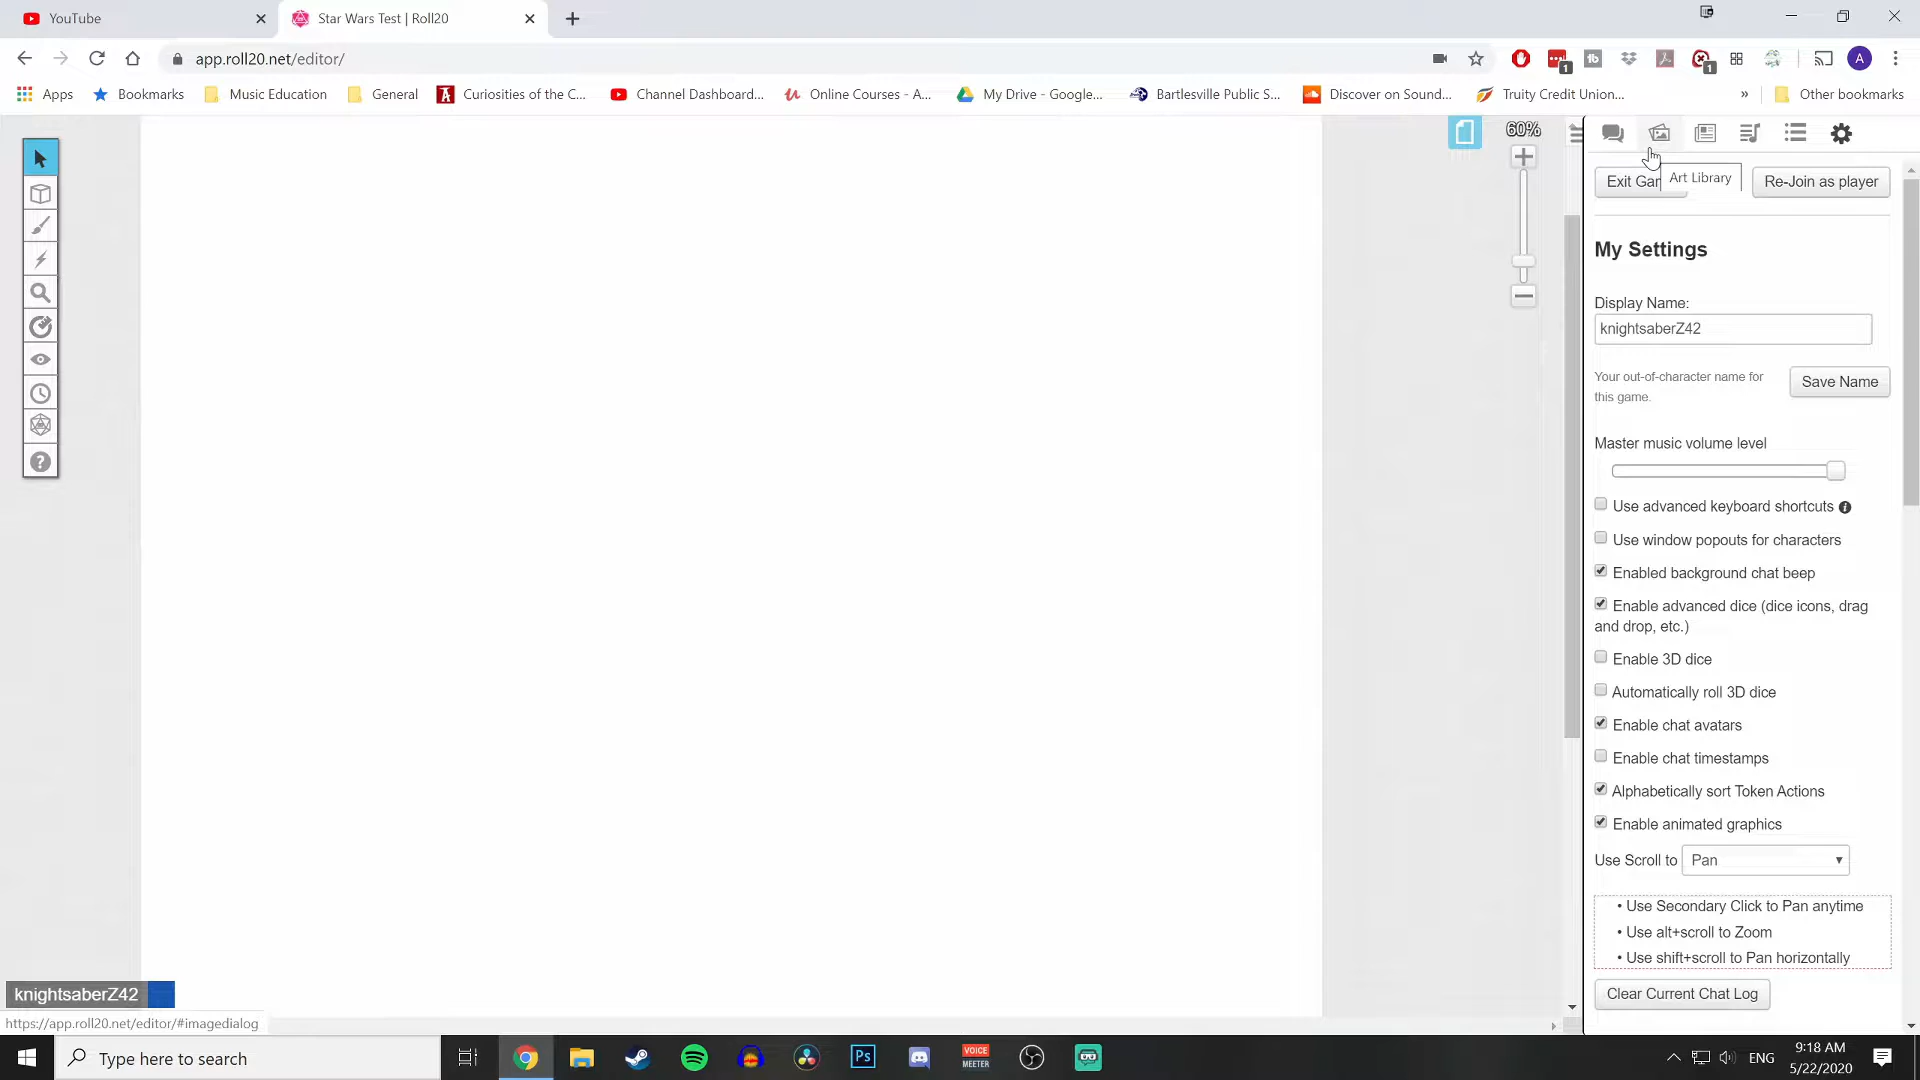 YouTube
Star Wars Test | Roll20
app.roll20.net/editor/
1
1
A
Apps
Bookmarks
Music Education
General
Curiosities of the C...
Channel Dashboard...
Online Courses - A...
My Drive - Google...
Bartlesville Public S...
Discover on Sound...
Truity Credit Union...
»
Other bookmarks
60%
Exit Gam
Art Library
Re-Join as player
My Settings
Display Name:
knightsaberZ42
Your out-of-character name for
this game.
Save Name
Master music volume level
Use advanced keyboard shortcuts
Use window popouts for characters
Enabled background chat beep
Enable advanced dice (dice icons, drag
and drop, etc.)
Enable 3D dice
Automatically roll 3D dice
Enable chat avatars
Enable chat timestamps
Alphabetically sort Token Actions
Enable animated graphics
Use Scroll to Pan
• Use Secondary Click to Pan anytime
• Use alt+scroll to Zoom
• Use shift+scroll to Pan horizontally
Clear Current Chat Log
knightsaberZ42
https://app.roll20.net/editor/#imagedialog
Type here to search
Ps
VOICE
MEETER
ENG
9:18 AM
5/22/2020